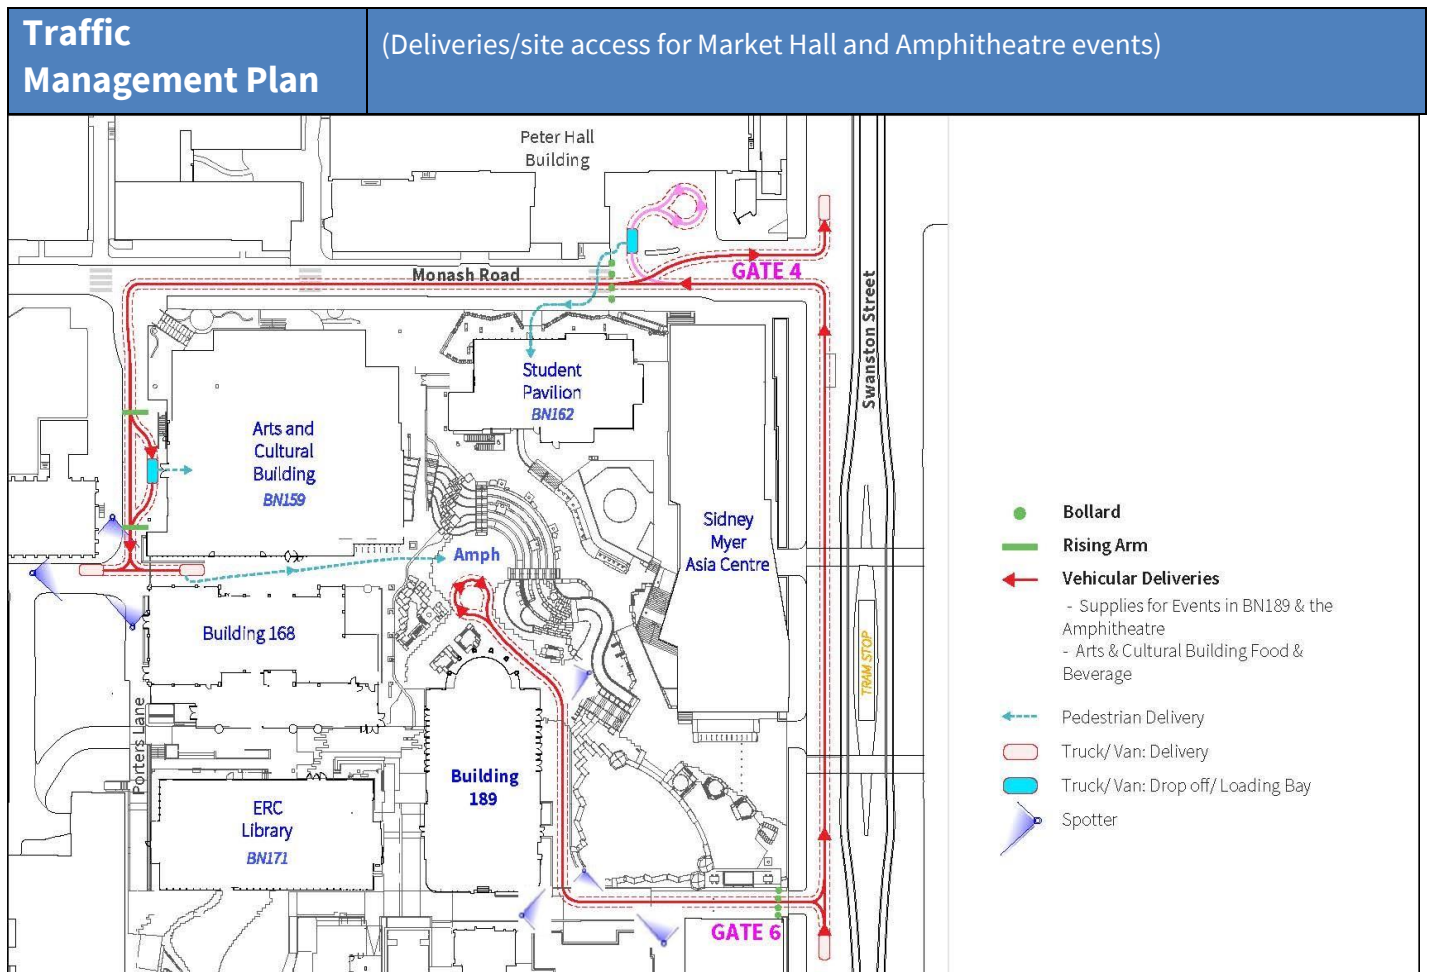 Traffic
Management Plan
(Deliveries/site access for Market Hall and Amphitheatre events)
Peter Hall
Building
Monash Road
GATE 4
Swanston Street
Student
Pavilion
BN162
Arts and
Cultural
Building
BN159
Sidney
Myer
Asia Centre
Amph
Building 168
TRAM STOP
Porters Lane
Building
189
ERC
Library
BN171
GATE 6
Bollard
Rising Arm
Vehicular Deliveries
- Supplies for Events in BN189 & the
Amphitheatre
- Arts & Cultural Building Food &
Beverage
Pedestrian Delivery
Truck/ Van: Delivery
Truck/ Van: Drop off/ Loading Bay
Spotter